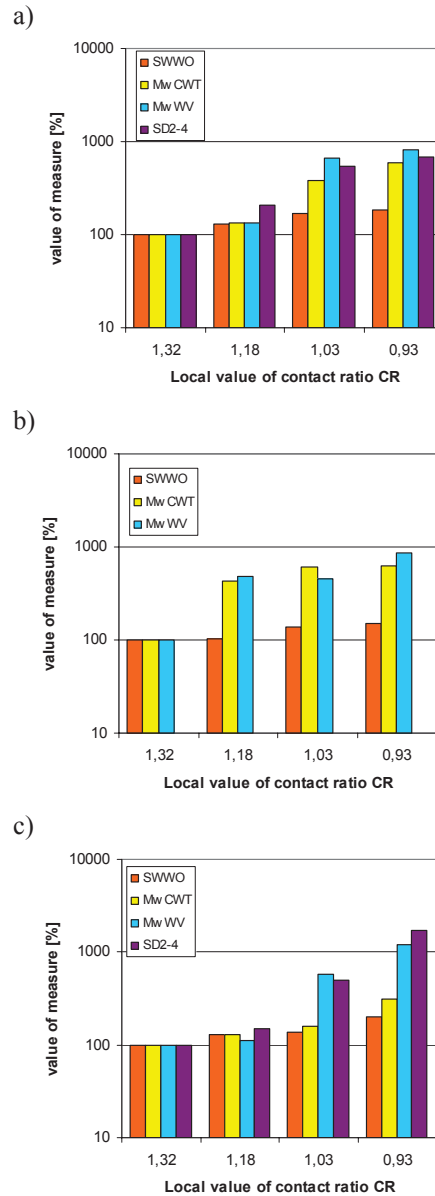 a)
10000
1000
100
10
value of measure [%]
SWWO
Mw CWT
Mw WV
SD2-4
1,32 1,18 1,03 0,93
Local value of contact ratio CR
b)
10000
1000
100
10
value of measure [%]
SWWO
Mw CWT
Mw WV
1,32 1,18 1,03 0,93
Local value of contact ratio CR
c)
10000
1000
100
10
value of measure [%]
SWWO
Mw CWT
Mw WV
SD2-4
1,32 1,18 1,03 0,93
Local value of contact ratio CR